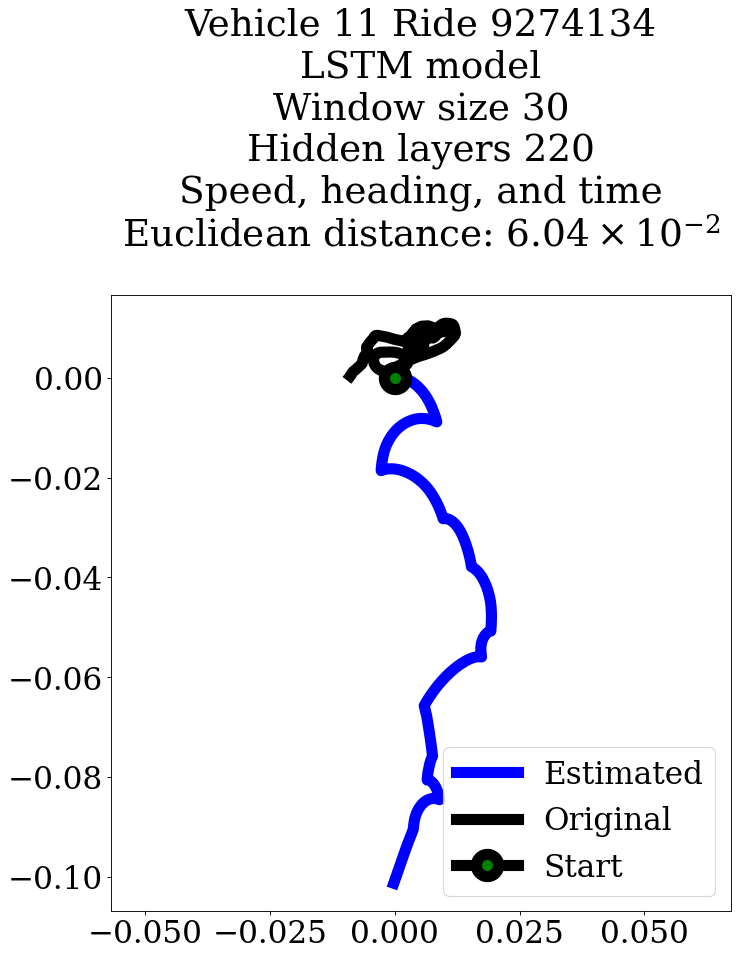 Vehicle 11 Ride 9274134
LSTM model
Window size 30
Hidden layers 220
Speed, heading, and time
Euclidean distance: 6.04 × 10⁻²
0.00
−0.02
−0.04
−0.06
−0.08
−0.10
Estimated
Original
Start
−0.050 −0.025 0.000 0.025 0.050